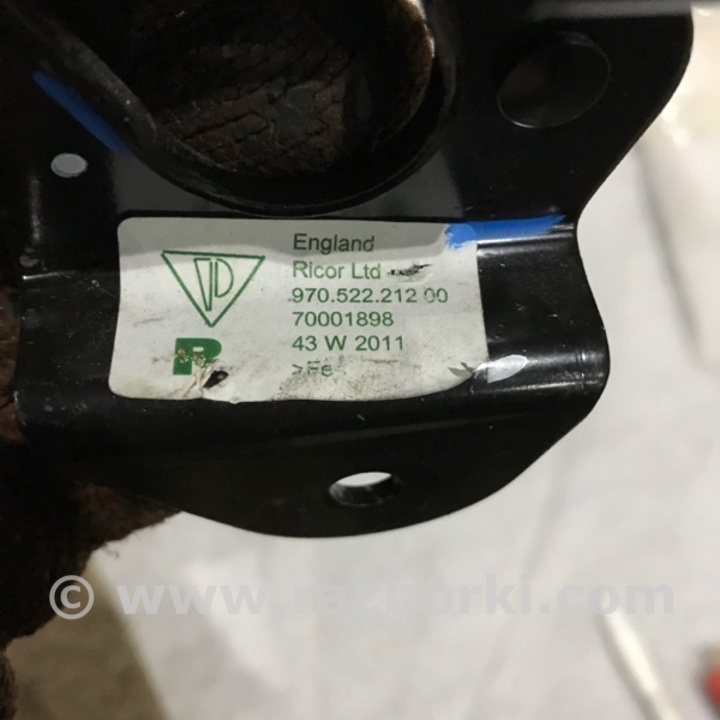 England
Ricor Ltd
970.522.212 00
70001898
43 W 2011
>Fe
R
© www.razborki.com